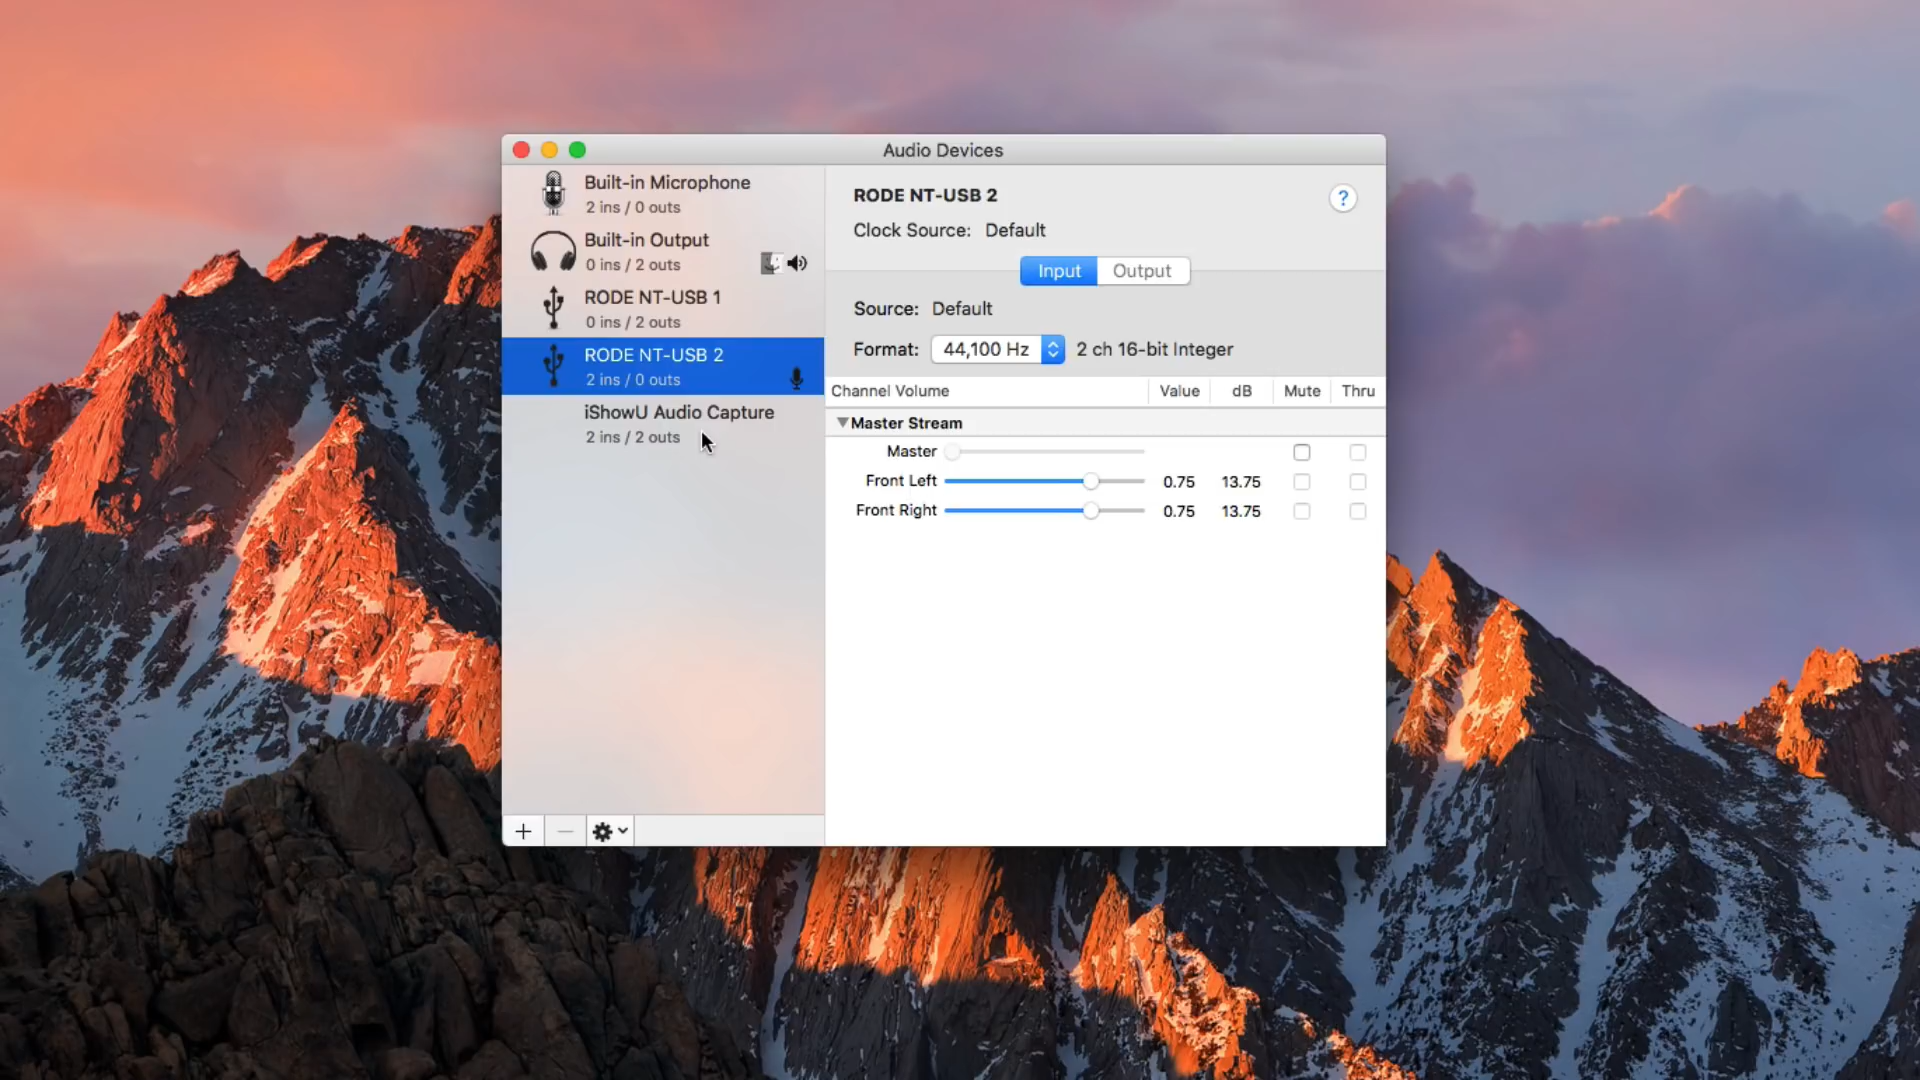 Audio Devices
Built-in Microphone
2 ins / 0 outs
Built-in Output
0 ins / 2 outs
RODE NT-USB 1
0 ins / 2 outs
RODE NT-USB 2
2 ins / 0 outs
iShowU Audio Capture
2 ins / 2 outs
RODE NT-USB 2
?
Clock Source: Default
Input Output
Source: Default
Format: 44,100 Hz 2 ch 16-bit Integer
Channel Volume Value dB Mute Thru
Master Stream
Master
Front Left 0.75 13.75
Front Right 0.75 13.75